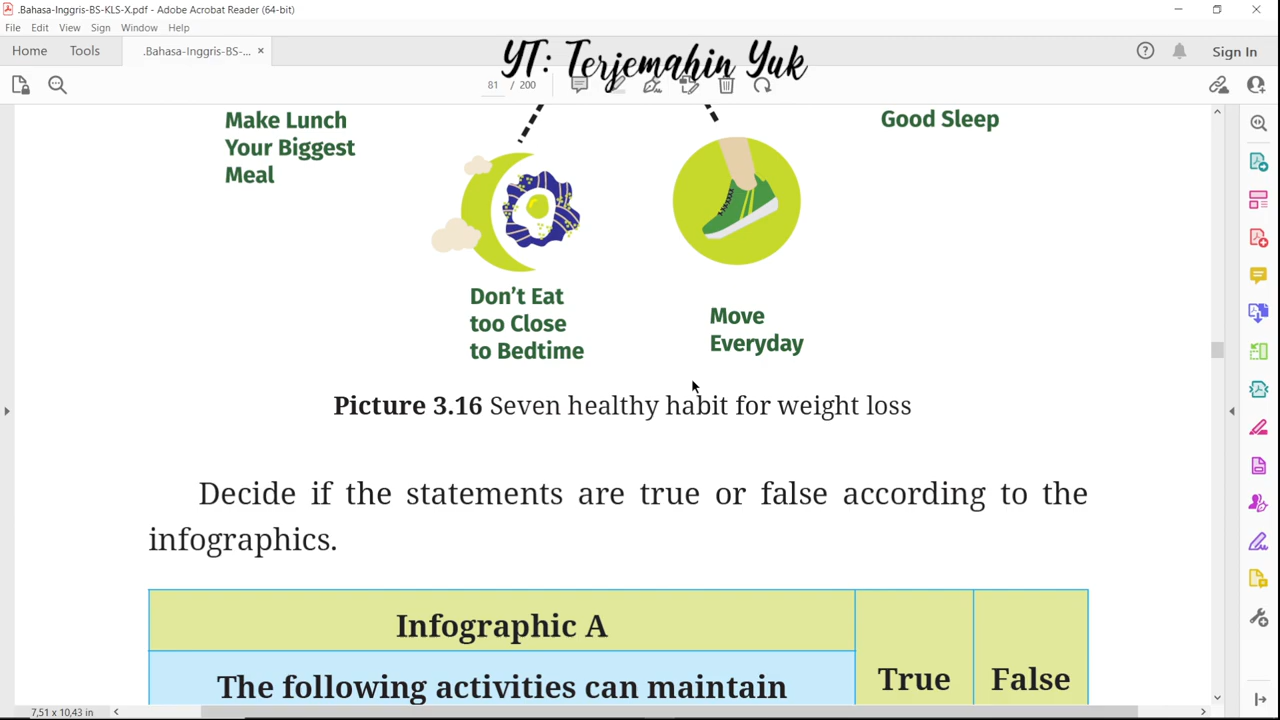 .Bahasa-Inggris-BS-KLS-X.pdf - Adobe Acrobat Reader (64-bit)
File Edit View Sign Window Help
Home Tools .Bahasa-Inggris-BS-... × Sign In
YT: Terjemahin Yuk
81 / 200
Make Lunch
Your Biggest
Meal
Good Sleep
Don't Eat
too Close
to Bedtime
Move
Everyday
Picture 3.16 Seven healthy habit for weight loss
Decide if the statements are true or false according to the
infographics.
Infographic A
The following activities can maintain
True
False
7,51 x 10,43 in